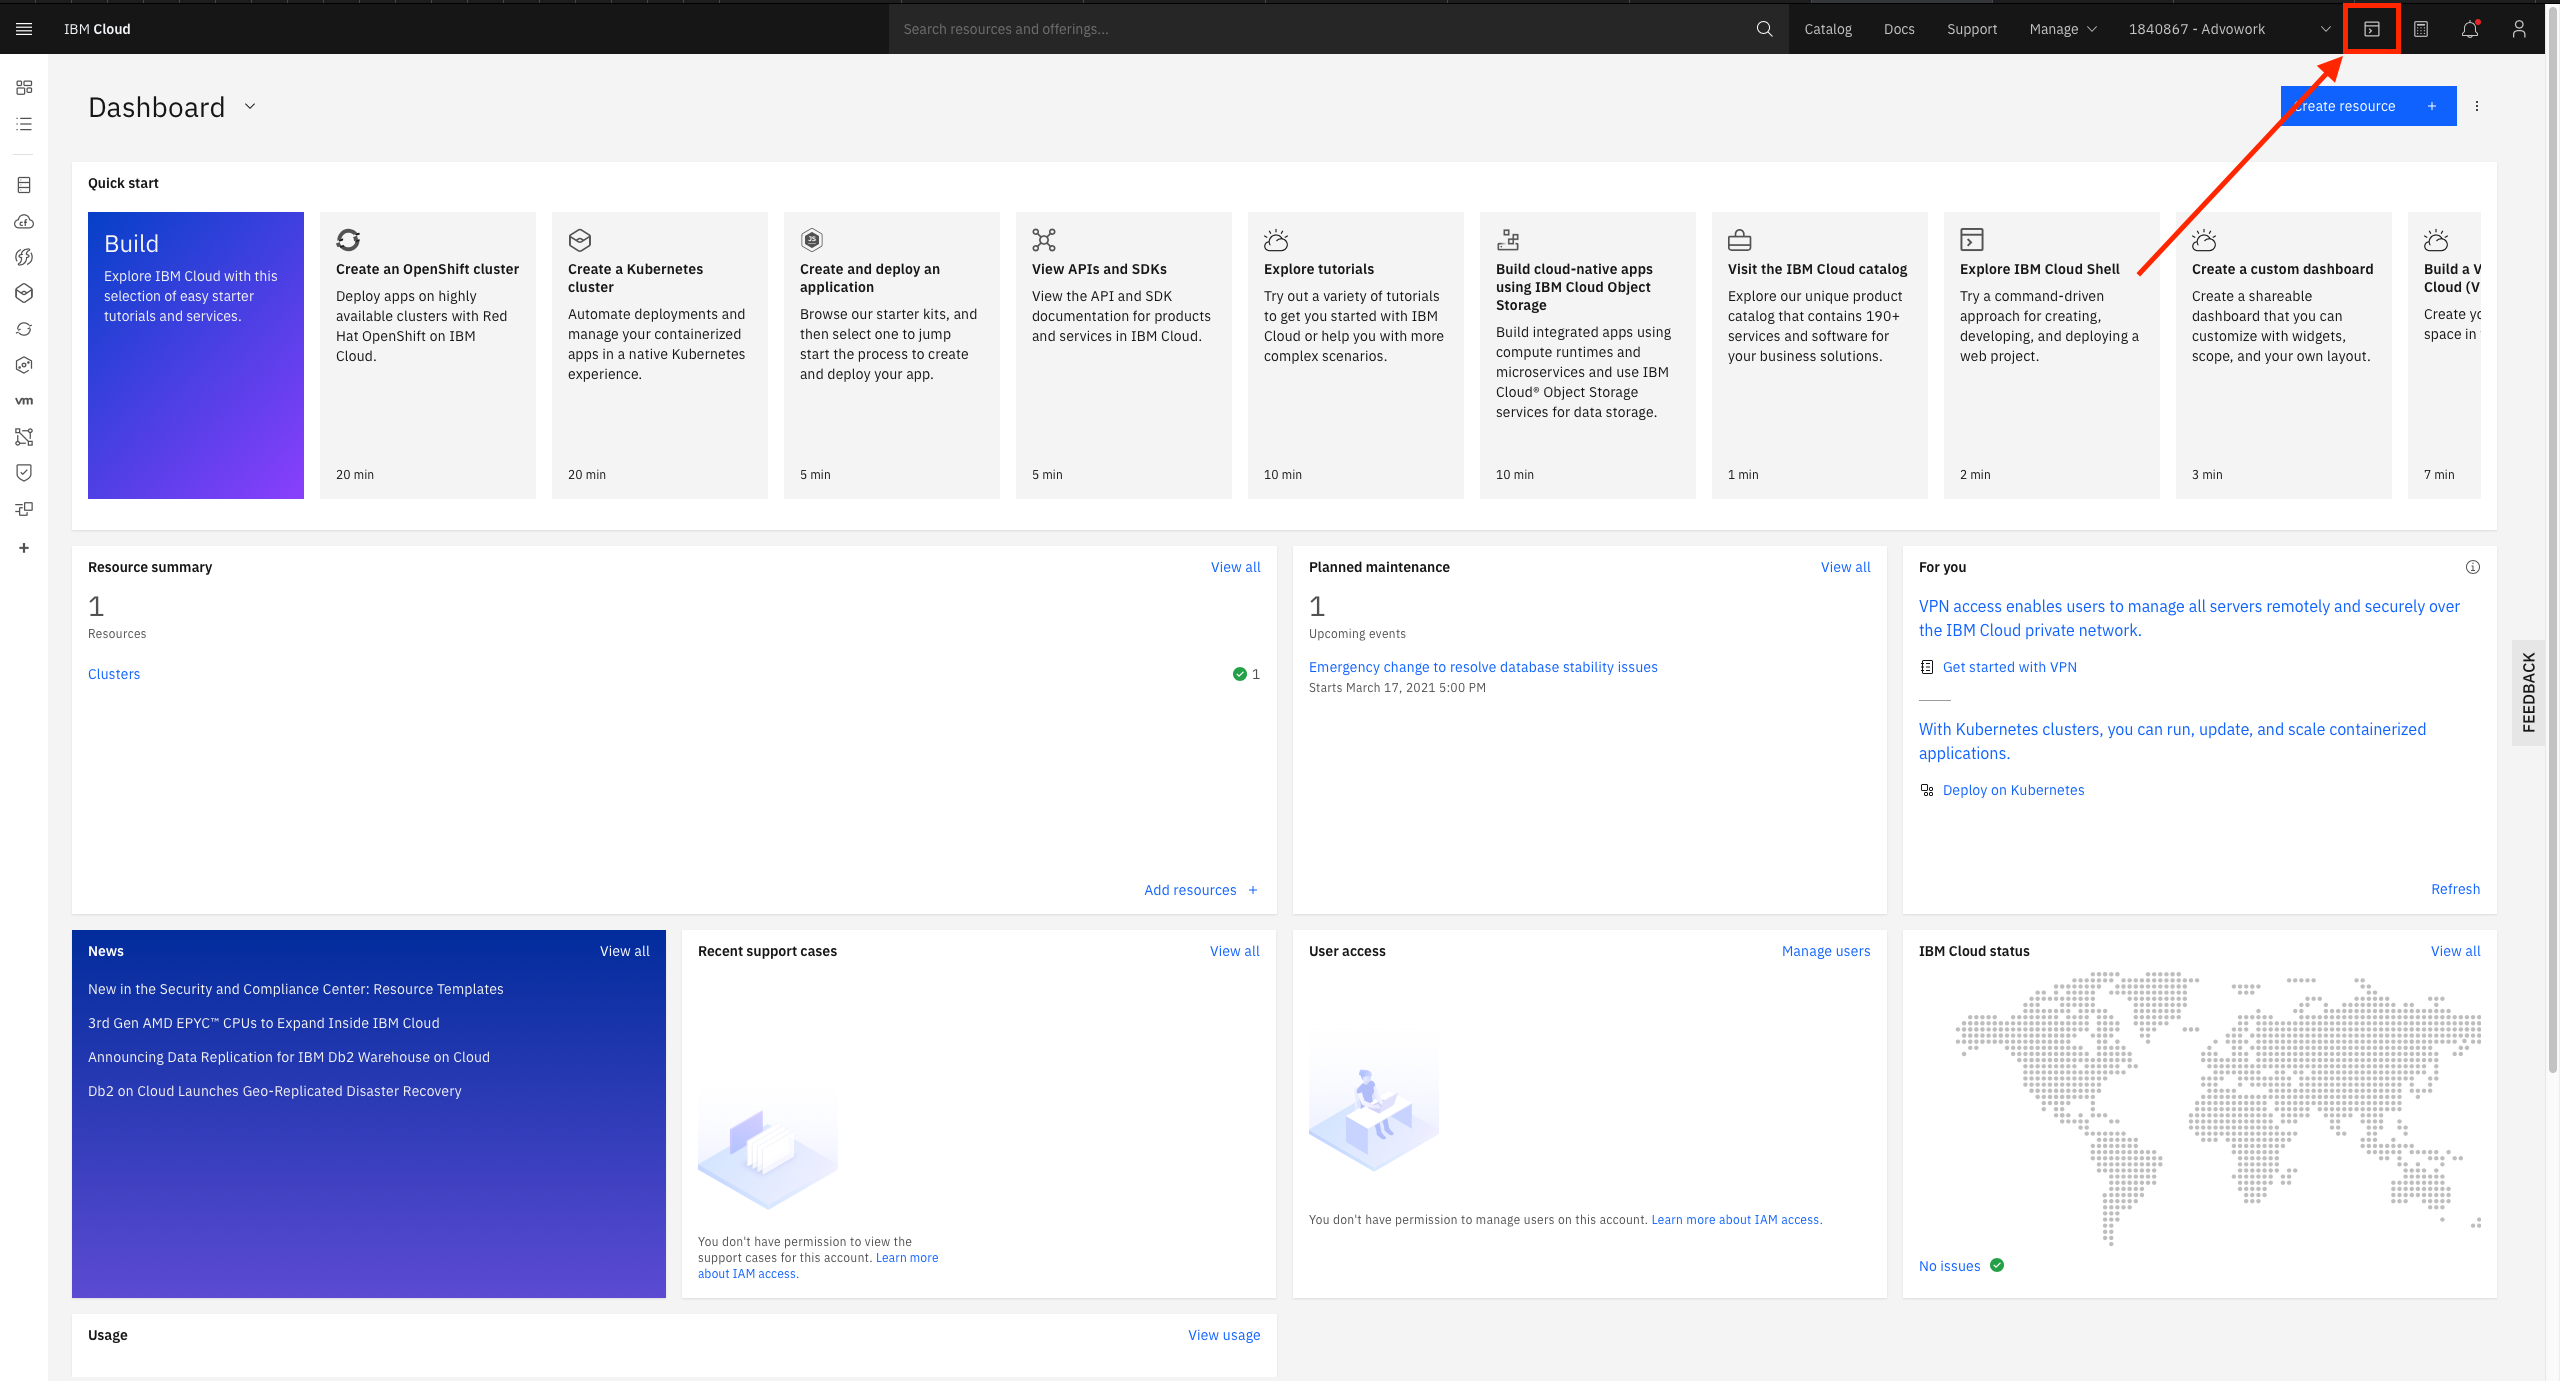 IBM Cloud
Search resources and offerings...
Catalog
Docs
Support
Manage
1840867 - Advowork
Dashboard
Create resource +
Quick start
Build
Explore IBM Cloud with this
selection of easy starter
tutorials and services.
Create an OpenShift cluster
Deploy apps on highly
available clusters with Red
Hat OpenShift on IBM
Cloud.
20 min
Create a Kubernetes
cluster
Automate deployments and
manage your containerized
apps in a native Kubernetes
experience.
20 min
Create and deploy an
application
Browse our starter kits, and
then select one to jump
start the process to create
and deploy your app.
5 min
View APIs and SDKs
View the API and SDK
documentation for products
and services in IBM Cloud.
5 min
Explore tutorials
Try out a variety of tutorials
to get you started with IBM
Cloud or help you with more
complex scenarios.
10 min
Build cloud-native apps
using IBM Cloud Object
Storage
Build integrated apps using
compute runtimes and
microservices and use IBM
Cloud® Object Storage
services for data storage.
10 min
Visit the IBM Cloud catalog
Explore our unique product
catalog that contains 190+
services and software for
your business solutions.
1 min
Explore IBM Cloud Shell
Try a command-driven
approach for creating,
developing, and deploying a
web project.
2 min
Create a custom dashboard
Create a shareable
dashboard that you can
customize with widgets,
scope, and your own layout.
3 min
Build a V
Cloud (V
Create yo
space in
7 min
vm
Resource summary
View all
1
Resources
Clusters
1
Add resources +
Planned maintenance
View all
1
Upcoming events
Emergency change to resolve database stability issues
Starts March 17, 2021 5:00 PM
For you
VPN access enables users to manage all servers remotely and securely over
the IBM Cloud private network.
Get started with VPN
With Kubernetes clusters, you can run, update, and scale containerized
applications.
Deploy on Kubernetes
Refresh
FEEDBACK
News
View all
New in the Security and Compliance Center: Resource Templates
3rd Gen AMD EPYC™ CPUs to Expand Inside IBM Cloud
Announcing Data Replication for IBM Db2 Warehouse on Cloud
Db2 on Cloud Launches Geo-Replicated Disaster Recovery
Recent support cases
View all
You don't have permission to view the
support cases for this account. Learn more
about IAM access.
User access
Manage users
You don't have permission to manage users on this account. Learn more about IAM access.
IBM Cloud status
View all
No issues
Usage
View usage